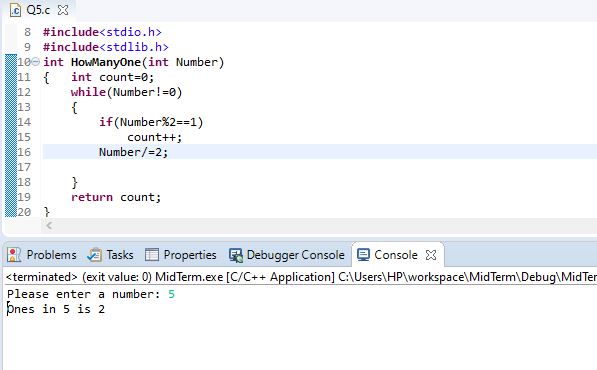 Q5.c
8 #include<stdio.h>
9 #include<stdlib.h>
10 int HowManyOne(int Number)
11 { int count=0;
12 while(Number!=0)
13 {
14 if(Number%2==1)
15 count++;
16 Number/=2;
17
18 }
19 return count;
20 }
Problems Tasks Properties Debugger Console Console
<terminated> (exit value: 0) MidTerm.exe [C/C++ Application] C:\Users\HP\workspace\MidTerm\Debug\MidTer
Please enter a number: 5
Ones in 5 is 2